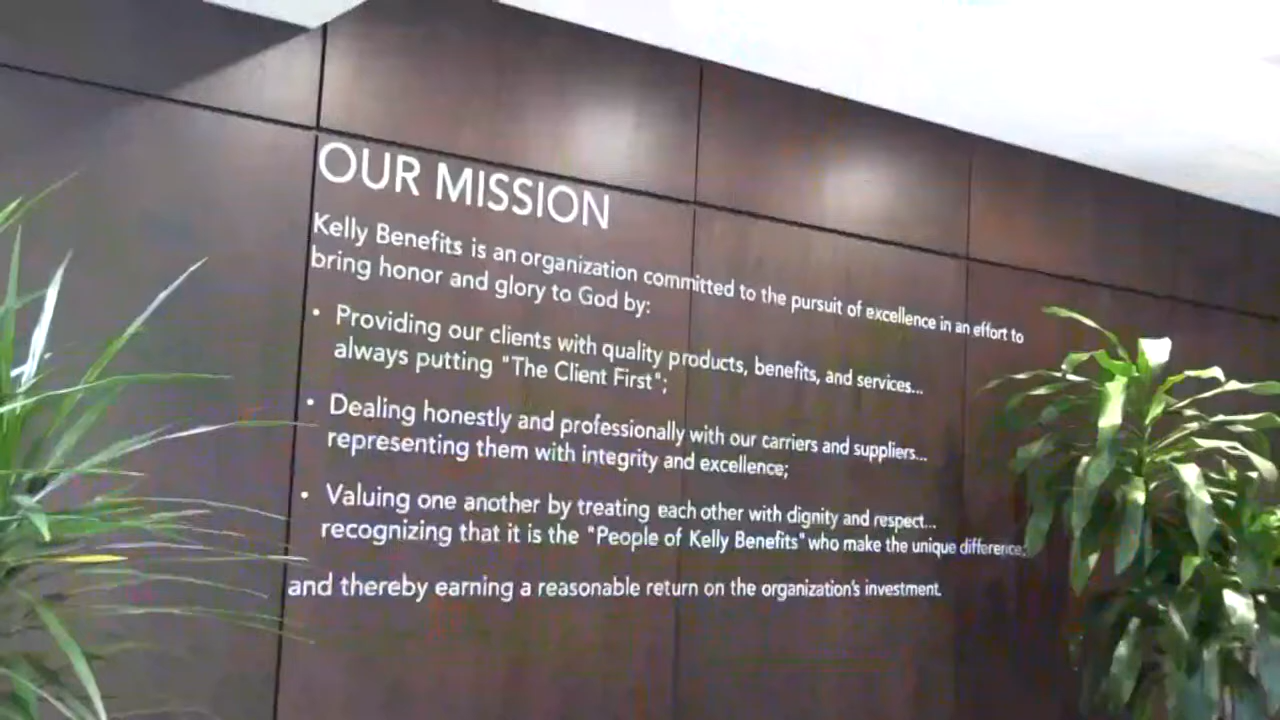 OUR MISSION
Kelly Benefits is an organization committed to the pursuit of excellence in an effort to
bring honor and glory to God by:
• Providing our clients with quality products, benefits, and services...
always putting "The Client First";
• Dealing honestly and professionally with our carriers and suppliers...
representing them with integrity and excellence;
• Valuing one another by treating each other with dignity and respect...
recognizing that it is the "People of Kelly Benefits" who make the unique difference;
and thereby earning a reasonable return on the organization's investment.